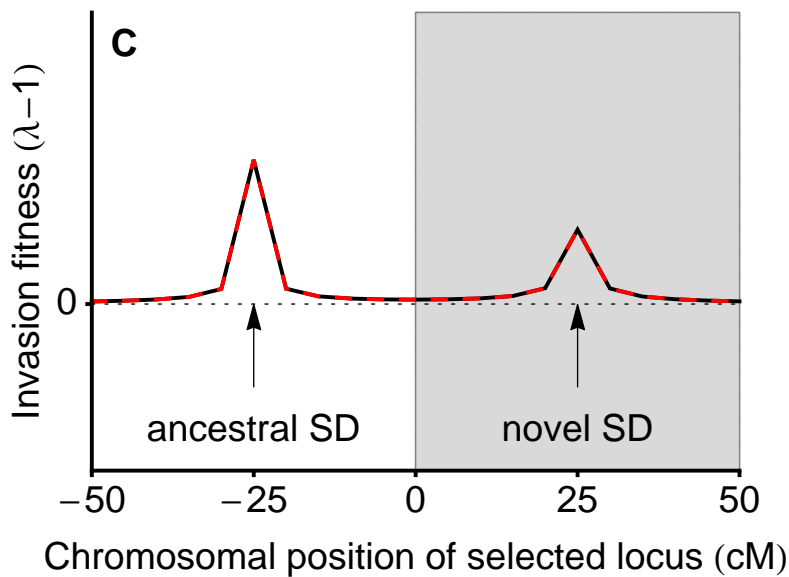 C
Invasion fitness (λ−1)
0
ancestral SD
novel SD
−50
−25
0
25
50
Chromosomal position of selected locus (cM)